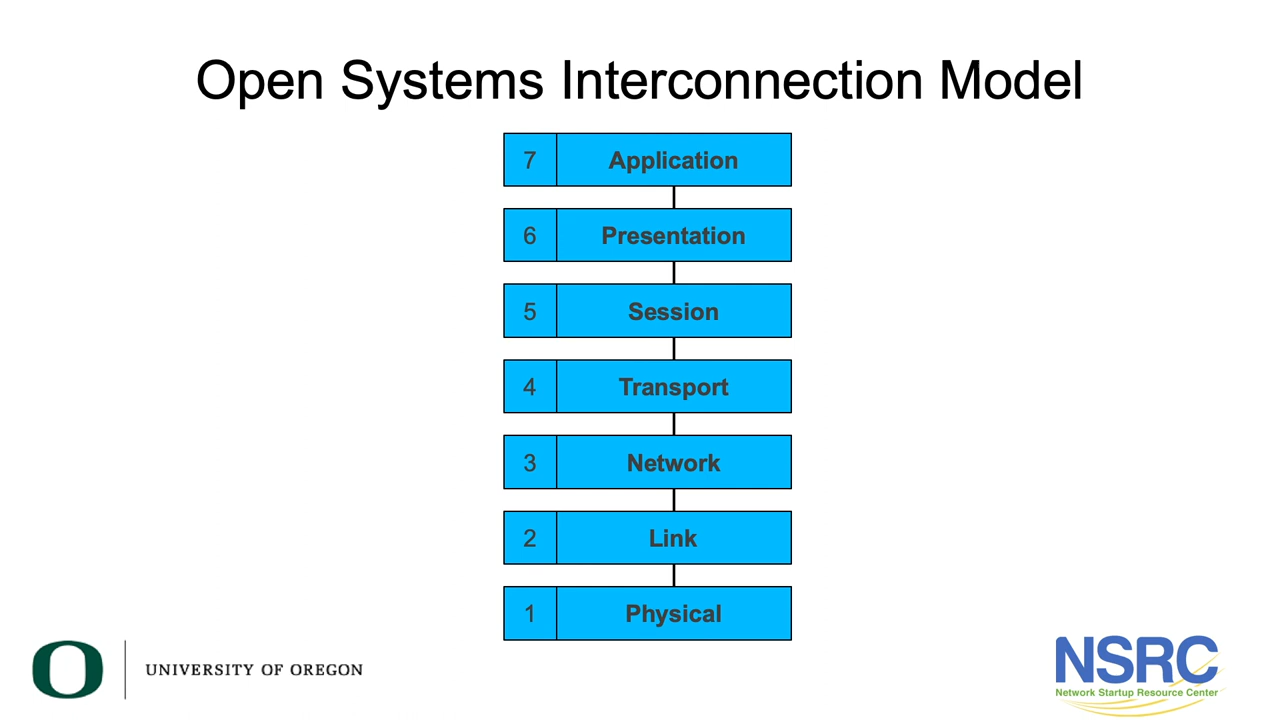 Open Systems Interconnection Model
7 Application
6 Presentation
5 Session
4 Transport
3 Network
2 Link
1 Physical
O UNIVERSITY OF OREGON
NSRC
Network Startup Resource Center